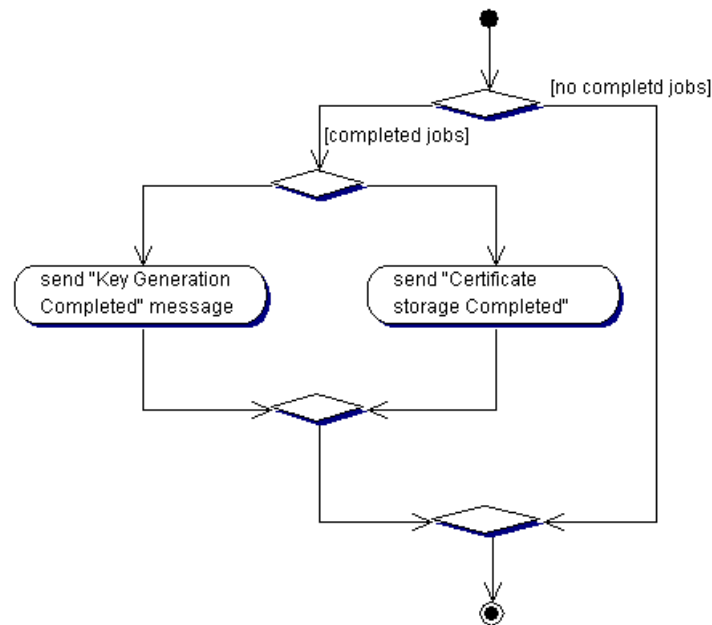 [no completd jobs]
[completed jobs]
send "Key Generation
Completed" message
send "Certificate
storage Completed"